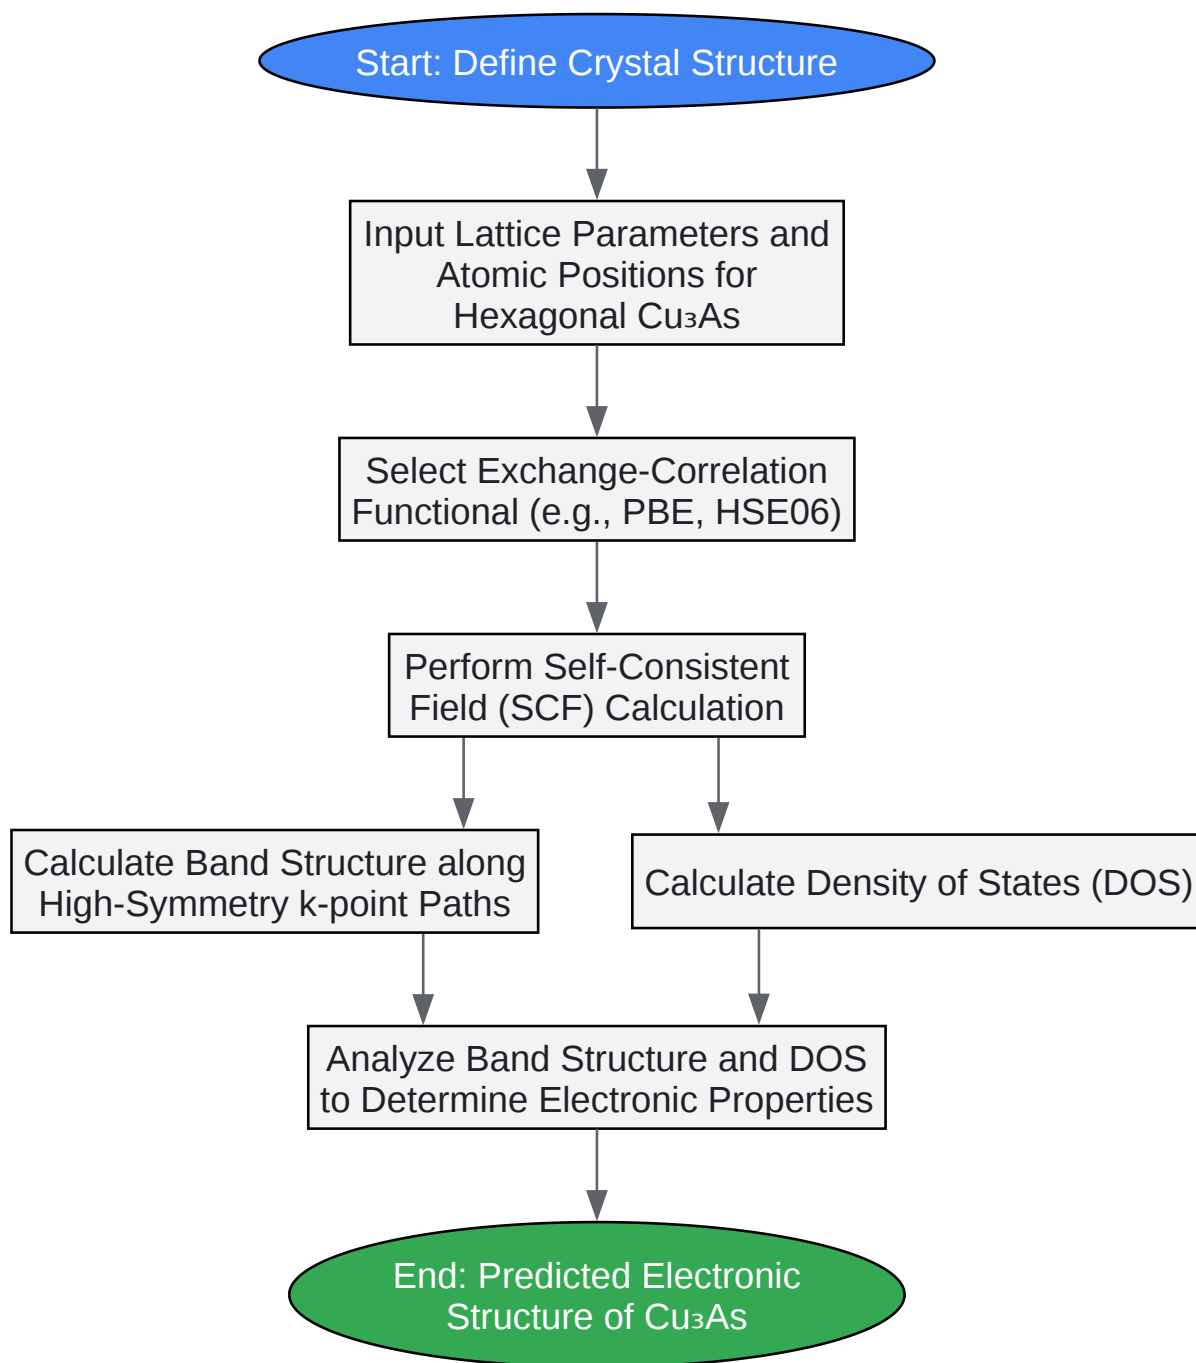 Start: Define Crystal Structure
Input Lattice Parameters and
Atomic Positions for
Hexagonal Cu₃As
Select Exchange-Correlation
Functional (e.g., PBE, HSE06)
Perform Self-Consistent
Field (SCF) Calculation
Calculate Band Structure along
High-Symmetry k-point Paths
Calculate Density of States (DOS)
Analyze Band Structure and DOS
to Determine Electronic Properties
End: Predicted Electronic
Structure of Cu₃As